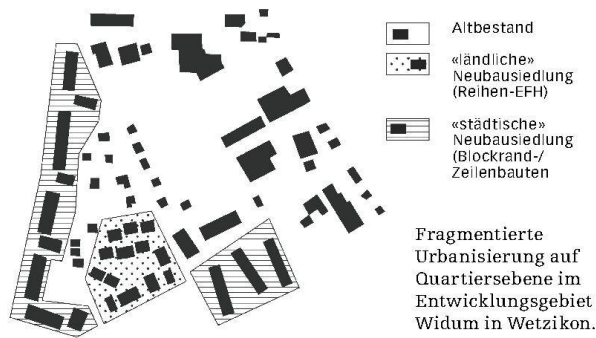 Altbestand
«ländliche»
Neubausiedlung
(Reihen-EFH)
«städtische»
Neubausiedlung
(Blockrand-/
Zeilenbauten
Fragmentierte
Urbanisierung auf
Quartiersebene im
Entwicklungsgebiet
Widum in Wetzikon.